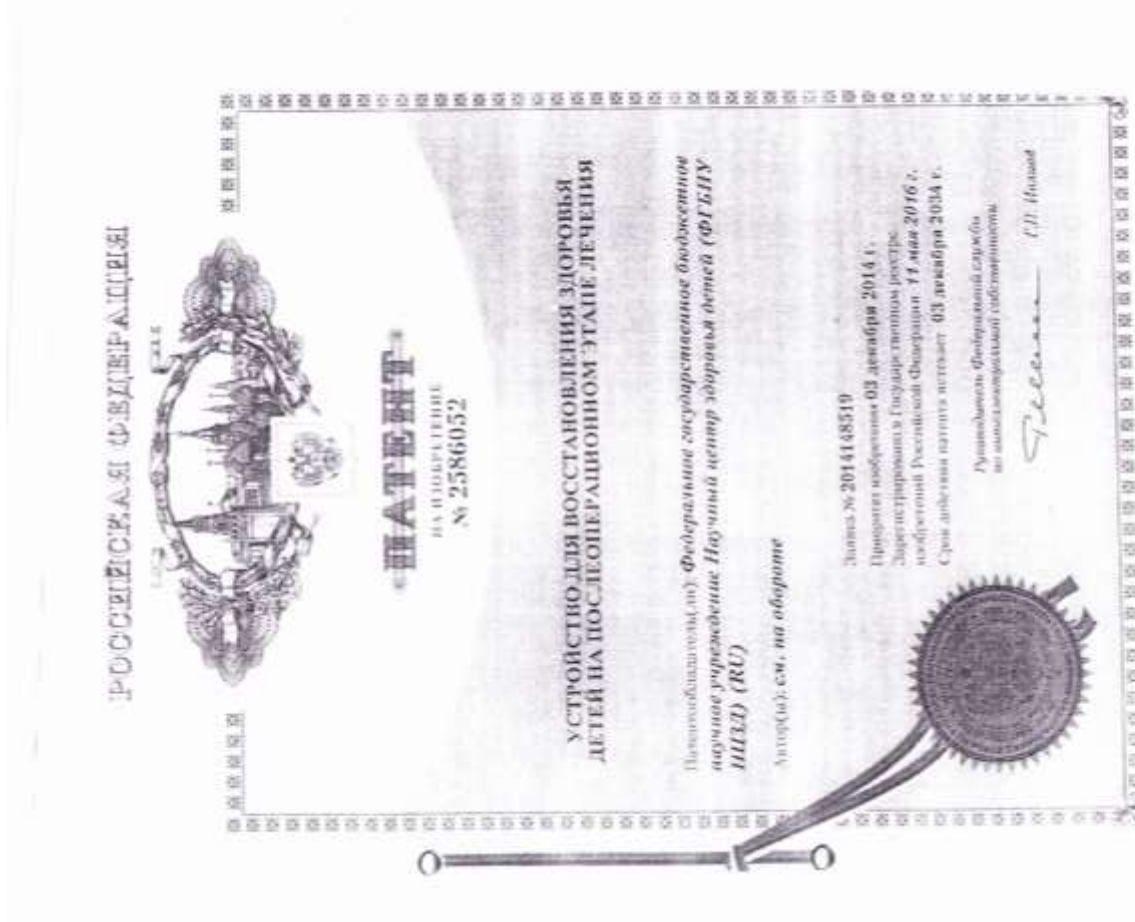 РОССИЙСКАЯ ФЕДЕРАЦИЯ
ПАТЕНТ
НА ИЗОБРЕТЕНИЕ
№ 2586052
УСТРОЙСТВО ДЛЯ ВОССТАНОВЛЕНИЯ ЗДОРОВЬЯ
ДЕТЕЙ НА ПОСЛЕОПЕРАЦИОННОМ ЭТАПЕ ЛЕЧЕНИЯ
Патентообладатель(ли): Федеральное государственное бюджетное
научное учреждение Научный центр здоровья детей (ФГБНУ
НЦЗД) (RU)
Автор(ы): см. на обороте
Заявка № 2014148519
Приоритет изобретения 03 декабря 2014 г.
Зарегистрировано в Государственном реестре
изобретений Российской Федерации 11 мая 2016 г.
Срок действия патента истекает 03 декабря 2034 г.
Руководитель Федеральной службы
по интеллектуальной собственности
Г.П. Ивлиев